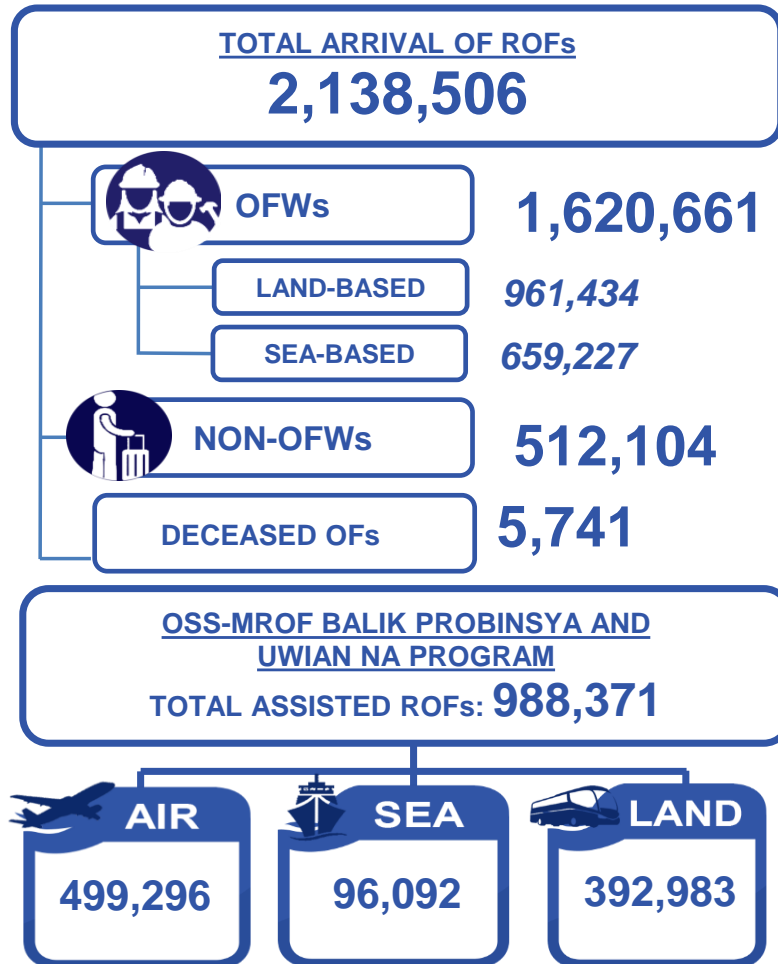 TOTAL ARRIVAL OF ROFs
2,138,506
OFWs 1,620,661
LAND-BASED 961,434
SEA-BASED 659,227
NON-OFWs 512,104
DECEASED OFs 5,741
OSS-MROF BALIK PROBINSYA AND
UWIAN NA PROGRAM
TOTAL ASSISTED ROFs: 988,371
AIR SEA LAND
499,296 96,092 392,983